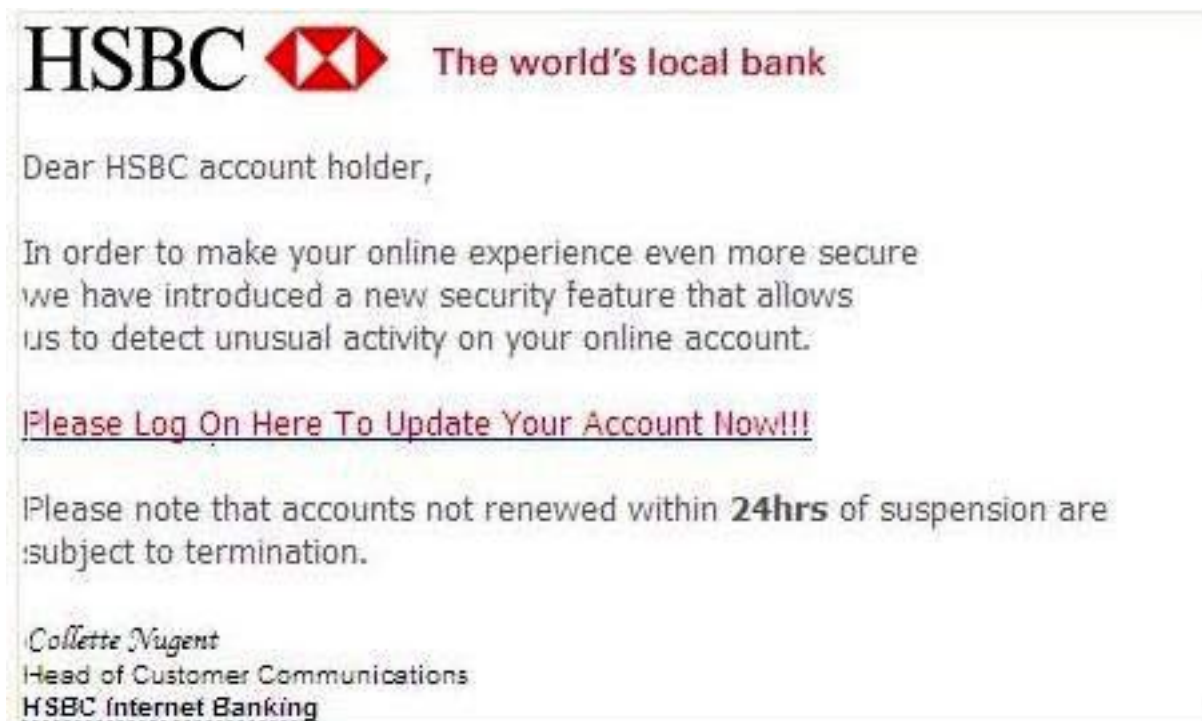 HSBC The world's local bank
Dear HSBC account holder,
In order to make your online experience even more secure
we have introduced a new security feature that allows
us to detect unusual activity on your online account.
Please Log On Here To Update Your Account Now!!!
Please note that accounts not renewed within 24hrs of suspension are
subject to termination.
Collette Nugent
Head of Customer Communications
HSBC Internet Banking